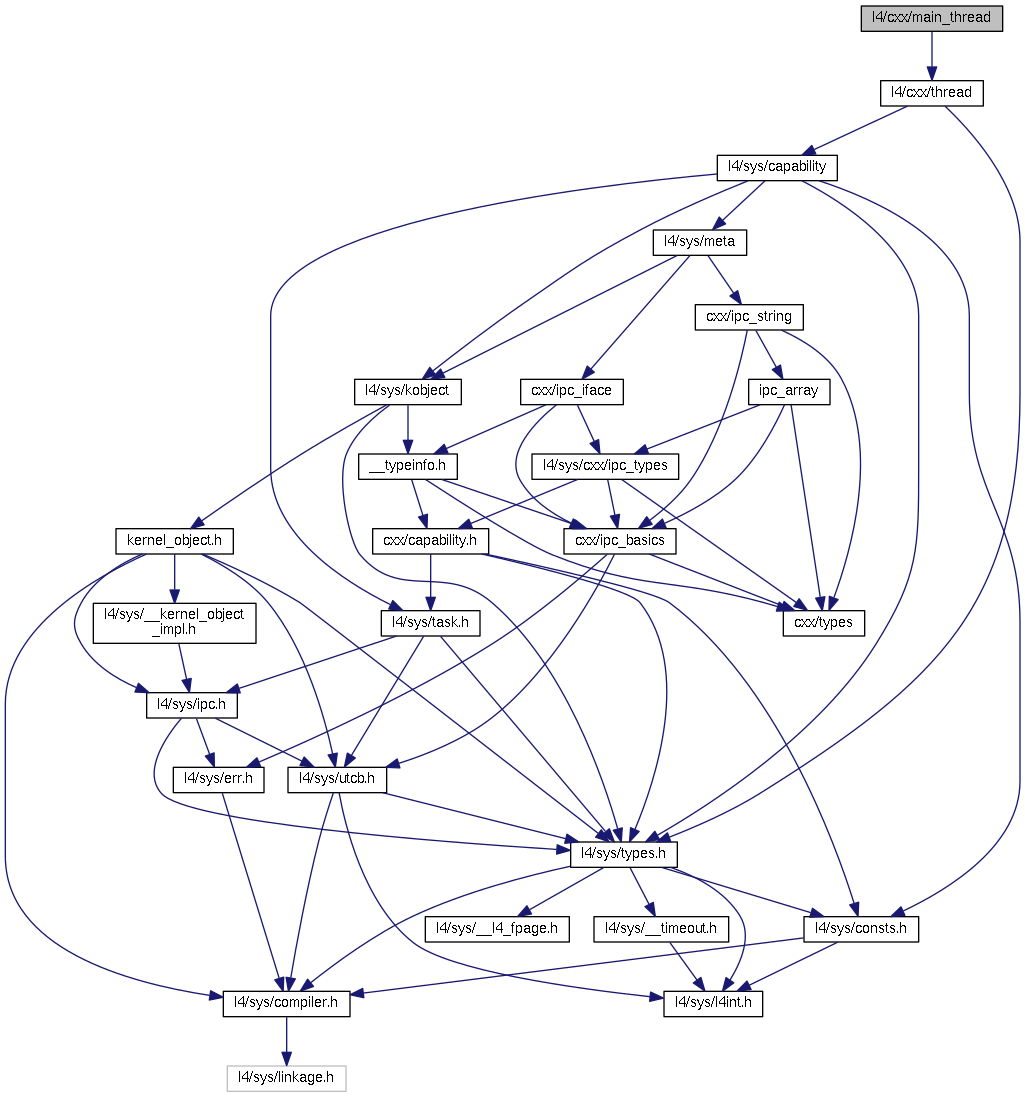 l4/cxx/main_thread
l4/cxx/thread
l4/sys/capability
l4/sys/meta
cxx/ipc_string
l4/sys/kobject
cxx/ipc_iface
ipc_array
__typeinfo.h
l4/sys/cxx/ipc_types
kernel_object.h
cxx/capability.h
cxx/ipc_basics
l4/sys/__kernel_object
_impl.h
l4/sys/task.h
cxx/types
l4/sys/ipc.h
l4/sys/err.h
l4/sys/utcb.h
l4/sys/types.h
l4/sys/__l4_fpage.h
l4/sys/__timeout.h
l4/sys/consts.h
l4/sys/compiler.h
l4/sys/l4int.h
l4/sys/linkage.h